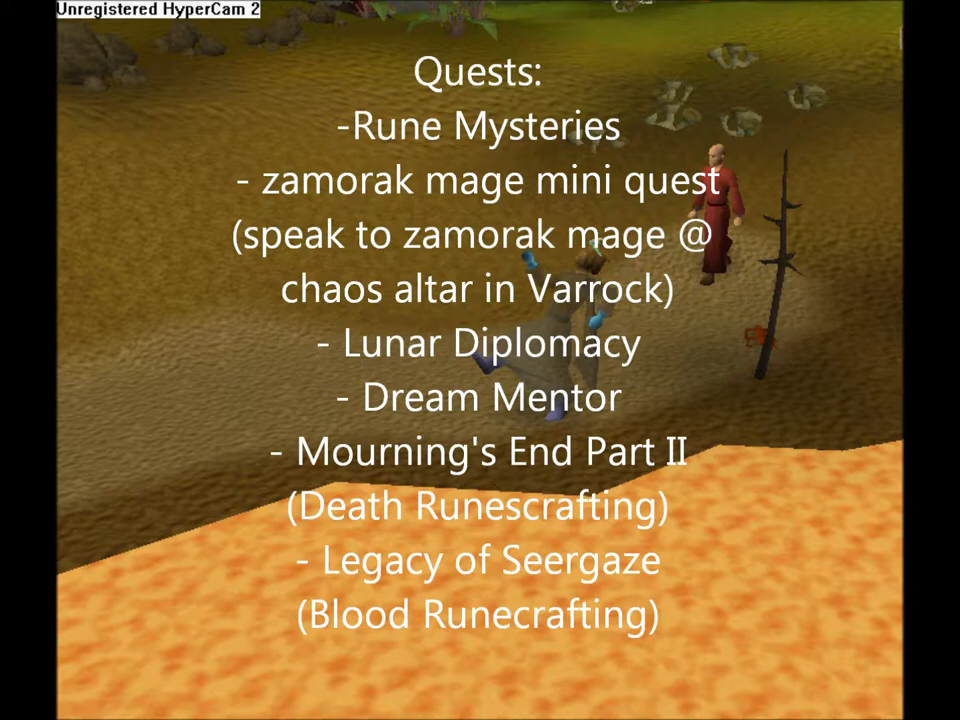 Unregistered HyperCam 2
Quests:
-Rune Mysteries
- zamorak mage mini quest
(speak to zamorak mage @
chaos altar in Varrock)
- Lunar Diplomacy
- Dream Mentor
- Mourning's End Part II
(Death Runescrafting)
- Legacy of Seergaze
(Blood Runecrafting)